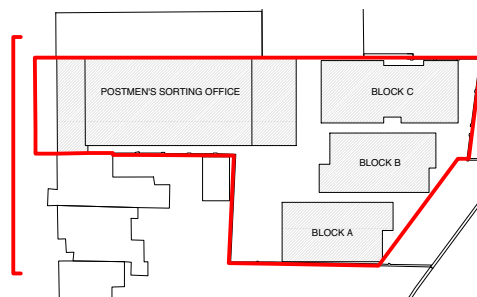 POSTMEN'S SORTING OFFICE
BLOCK C
BLOCK B
BLOCK A